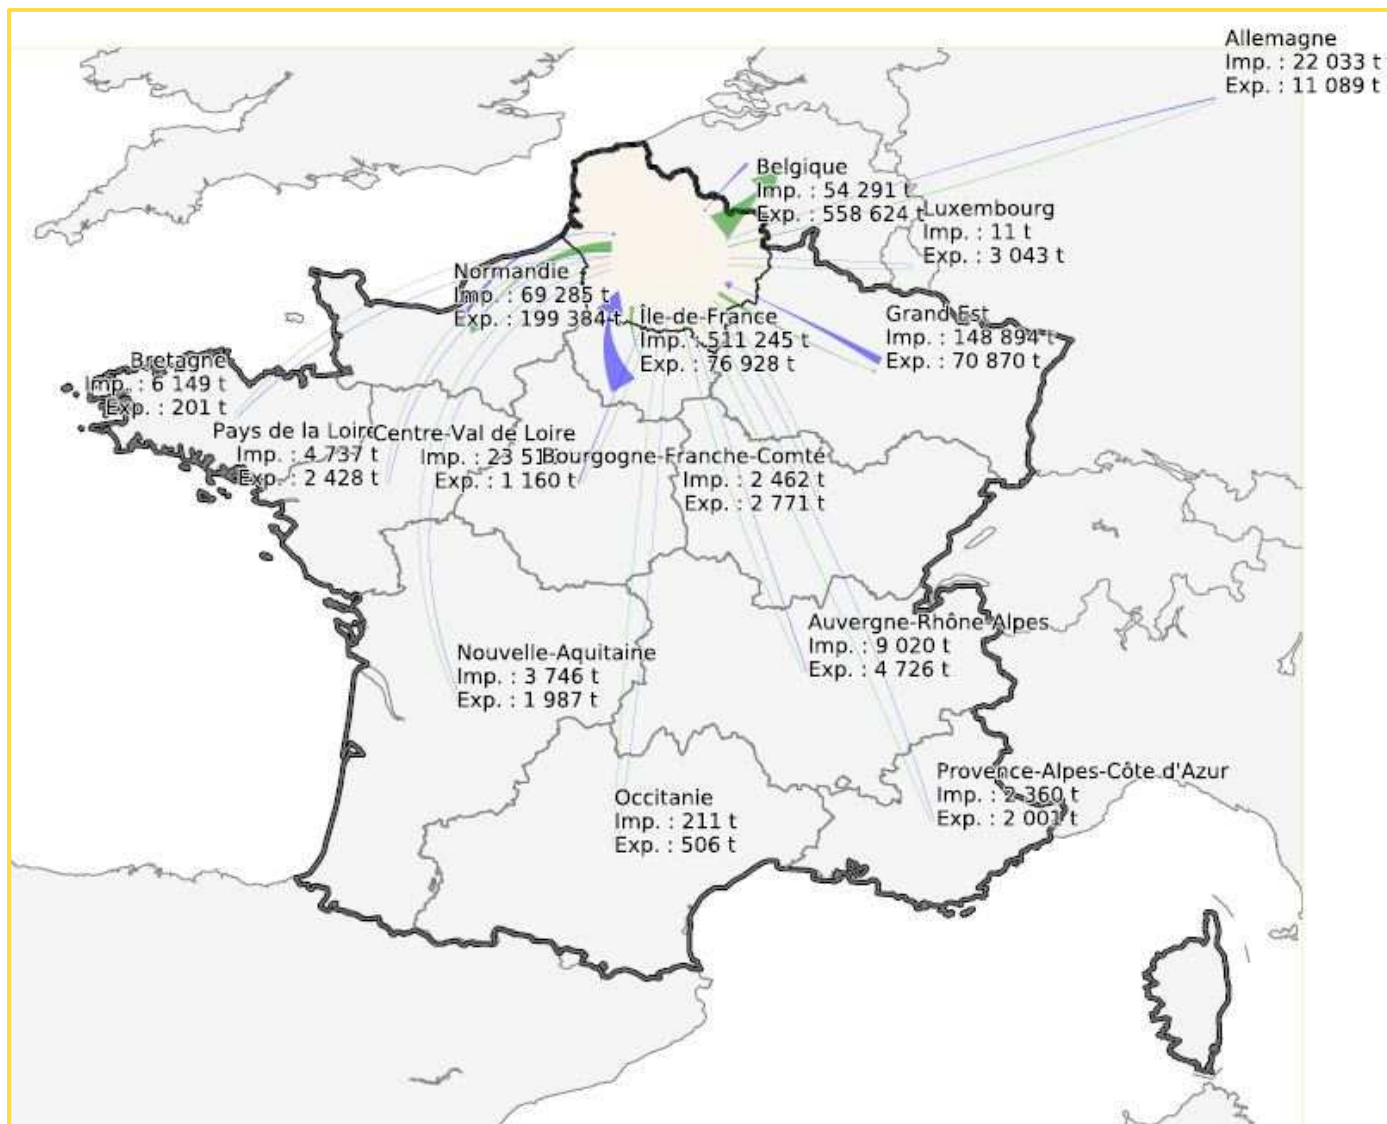 Allemagne
Imp. : 22 033 t
Exp. : 11 089 t
Belgique
Imp. : 54 291 t
Exp. : 558 624 t
Luxembourg
Imp. : 11 t
Exp. : 3 043 t
Normandie
Imp. : 69 285 t
Exp. : 199 384 t
Île-de-France
Imp. : 511 245 t
Exp. : 76 928 t
Grand Est
Imp. : 148 894 t
Exp. : 70 870 t
Bretagne
Imp. : 6 149 t
Exp. : 201 t
Pays de la Loire
Imp. : 4 737 t
Exp. : 2 428 t
Centre-Val de Loire
Imp. : 23
Exp. : 1 160 t
Bourgogne-Franche-Comté
Imp. : 2 462 t
Exp. : 2 771 t
Auvergne-Rhône Alpes
Imp. : 9 020 t
Exp. : 4 726 t
Nouvelle-Aquitaine
Imp. : 3 746 t
Exp. : 1 987 t
Provence-Alpes-Côte d'Azur
Imp. : 2 360 t
Exp. : 2 001 t
Occitanie
Imp. : 211 t
Exp. : 506 t